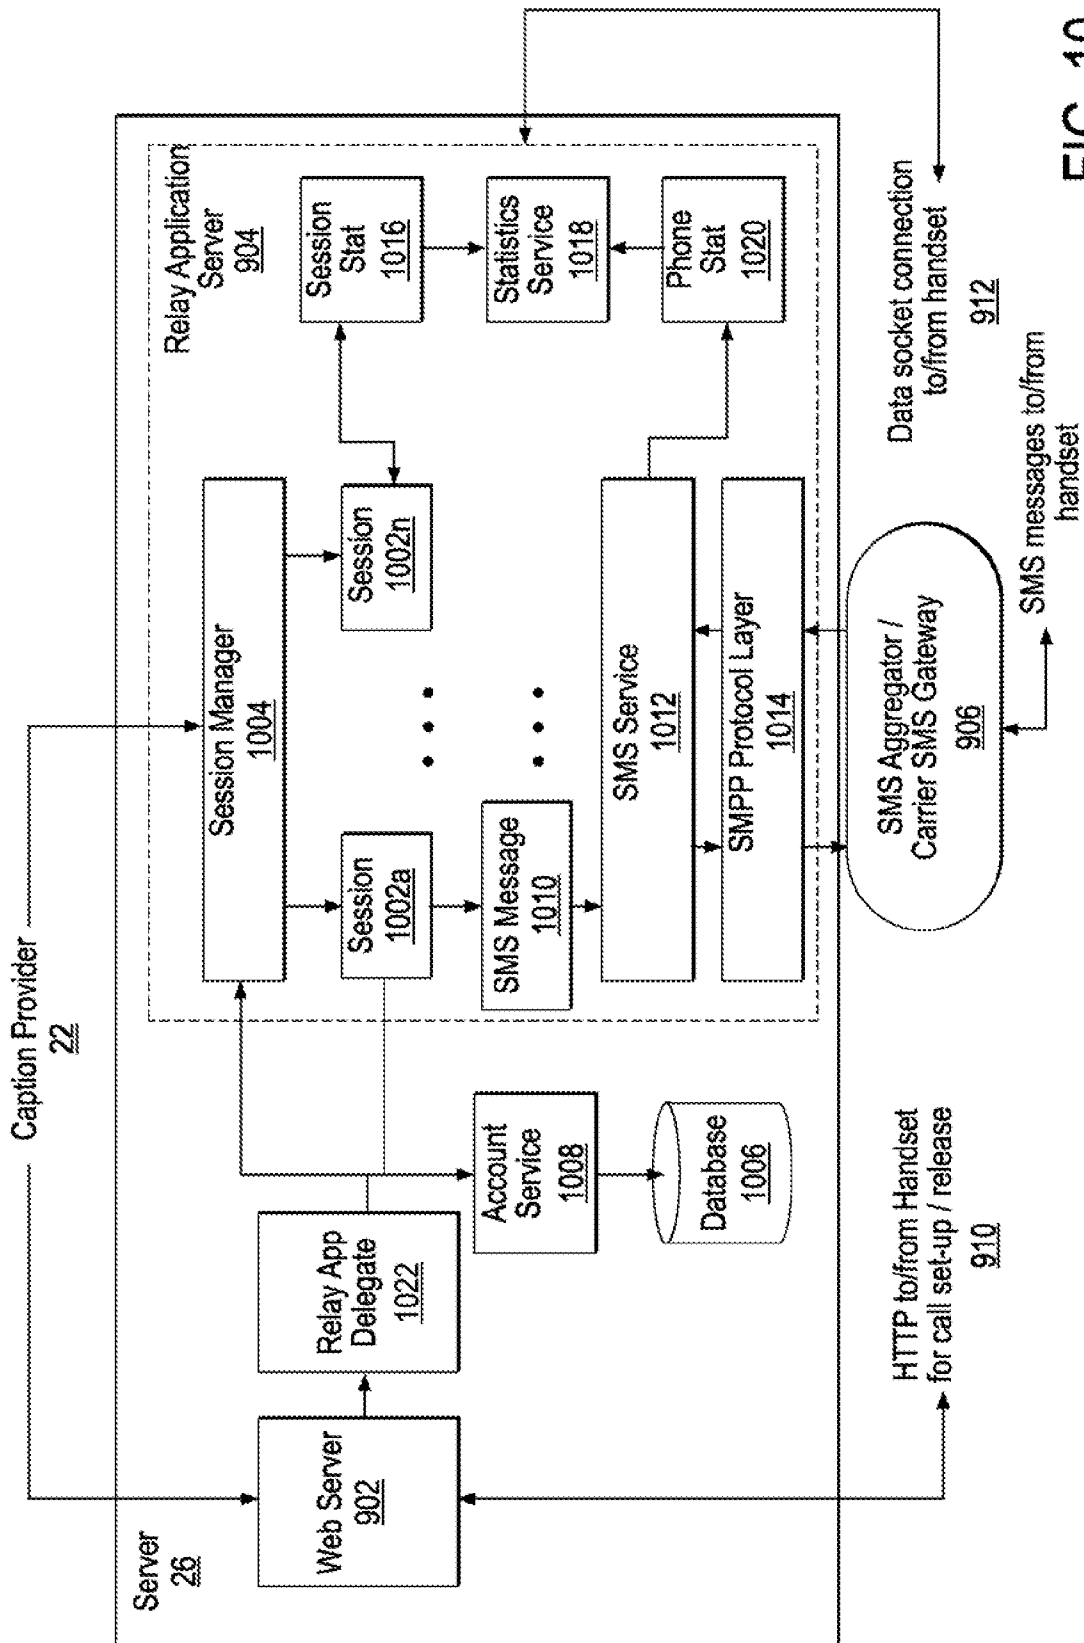 Caption Provider
22
Server
26
Web Server
902
Relay App
Delegate
1022
Account
Service
1008
Database
1006
Relay Application
Server
904
Session Manager
1004
Session
1002a
Session
1002n
SMS Message
1010
SMS Service
1012
SMPP Protocol Layer
1014
Session
Stat
1016
Statistics
Service
1018
Phone
Stat
1020
HTTP to/from Handset
for call set-up / release
910
SMS Aggregator /
Carrier SMS Gateway
906
SMS messages to/from
handset
Data socket connection
to/from handset
912
FIG. 10